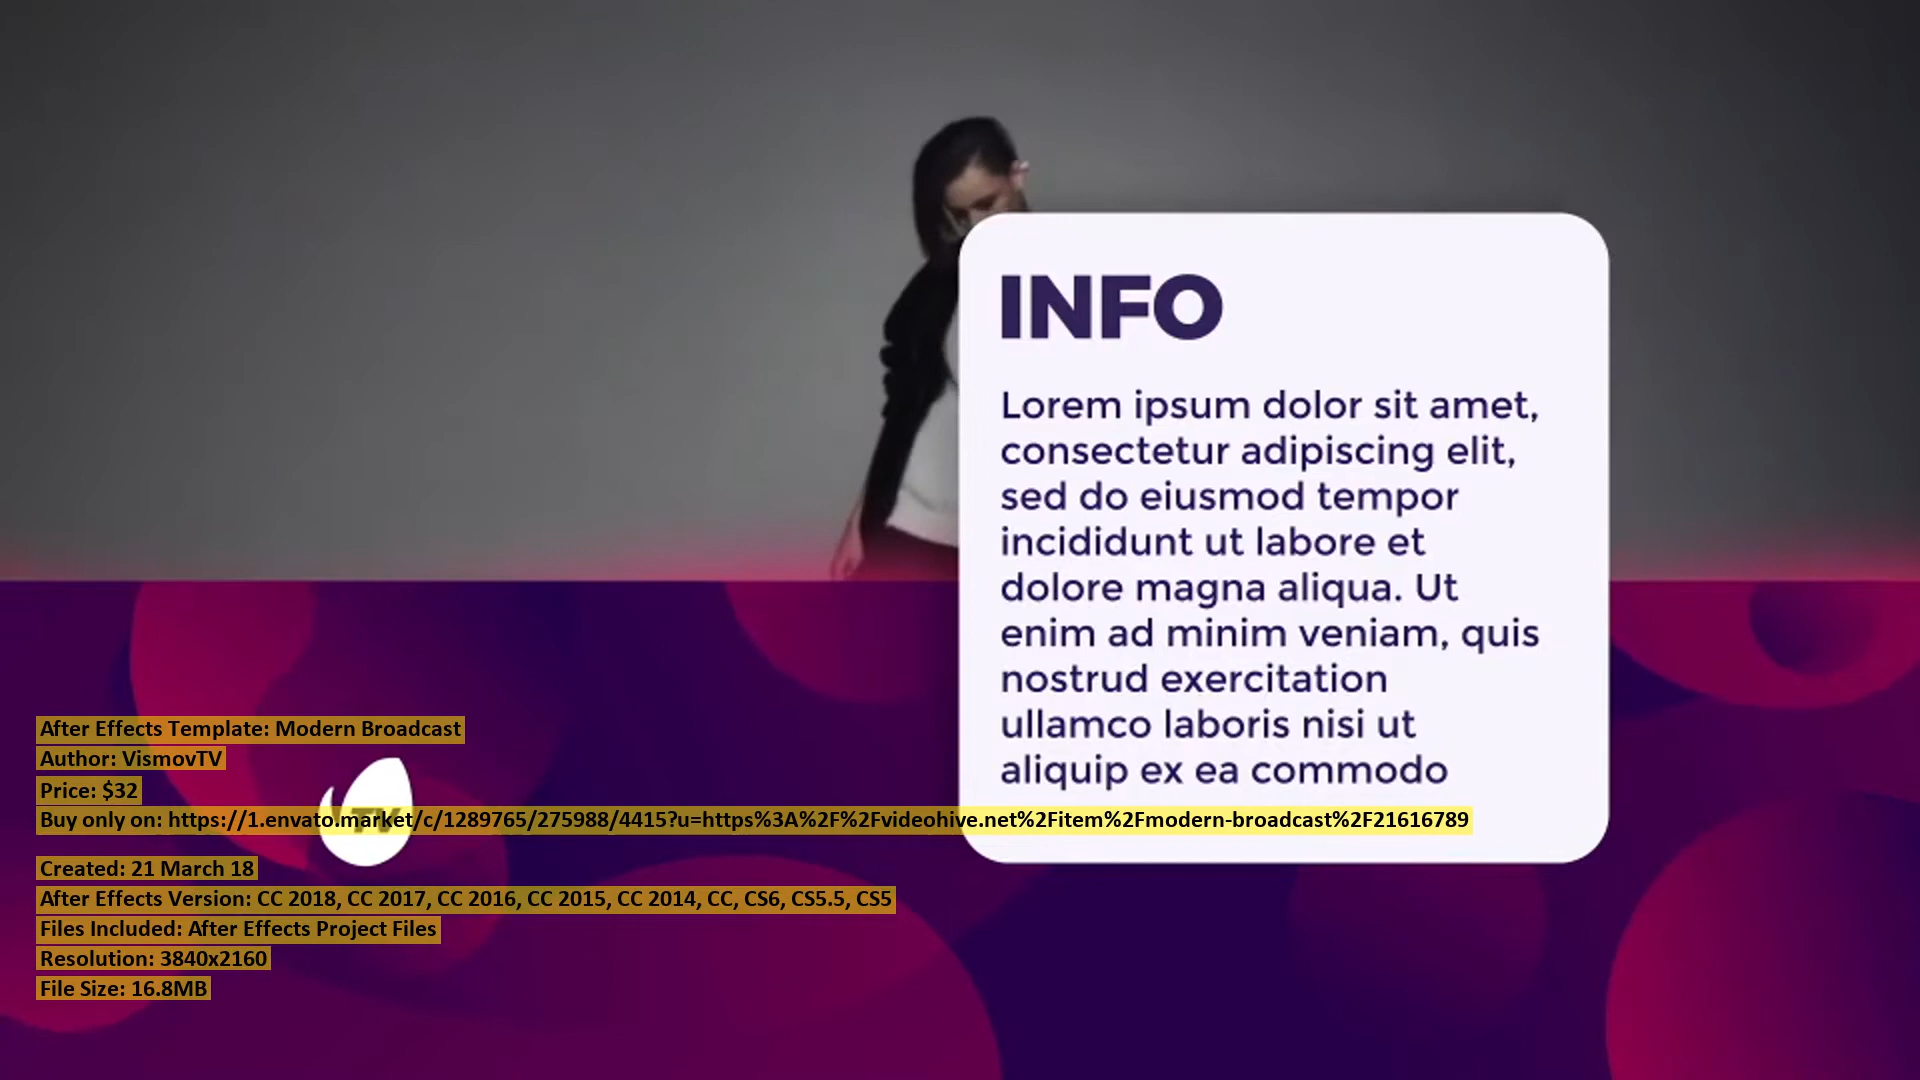 INFO
Lorem ipsum dolor sit amet,
consectetur adipiscing elit,
sed do eiusmod tempor
incididunt ut labore et
dolore magna aliqua. Ut
enim ad minim veniam, quis
nostrud exercitation
ullamco laboris nisi ut
aliquip ex ea commodo
After Effects Template: Modern Broadcast
Author: VismovTV
Price: $32
TV
Buy only on: https://1.envato.market/c/1289765/275988/4415?u=https%3A%2F%2Fvideohive.net%2Fitem%2Fmodern-broadcast%2F21616789
Created: 21 March 18
After Effects Version: CC 2018, CC 2017, CC 2016, CC 2015, CC 2014, CC, CS6, CS5.5, CS5
Files Included: After Effects Project Files
Resolution: 3840x2160
File Size: 16.8MB